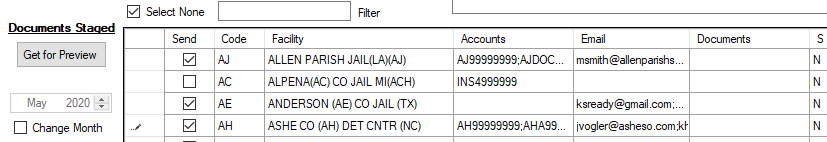 Select None Filter
Documents Staged
Send Code Facility Accounts Email Documents S
Get for Preview
AJ ALLEN PARISH JAIL(LA)(AJ) AJ99999999;AJDOC... msmith@allenparishs... N
AC ALPENA(AC) CO JAIL MI(ACH) INS4999999 N
May 2020
AE ANDERSON (AE) CO JAIL (TX) ksready@gmail.com;... N
Change Month
AH ASHE CO (AH) DET CNTR (NC) AH99999999;AHA99... jvogler@asheso.com;kh N